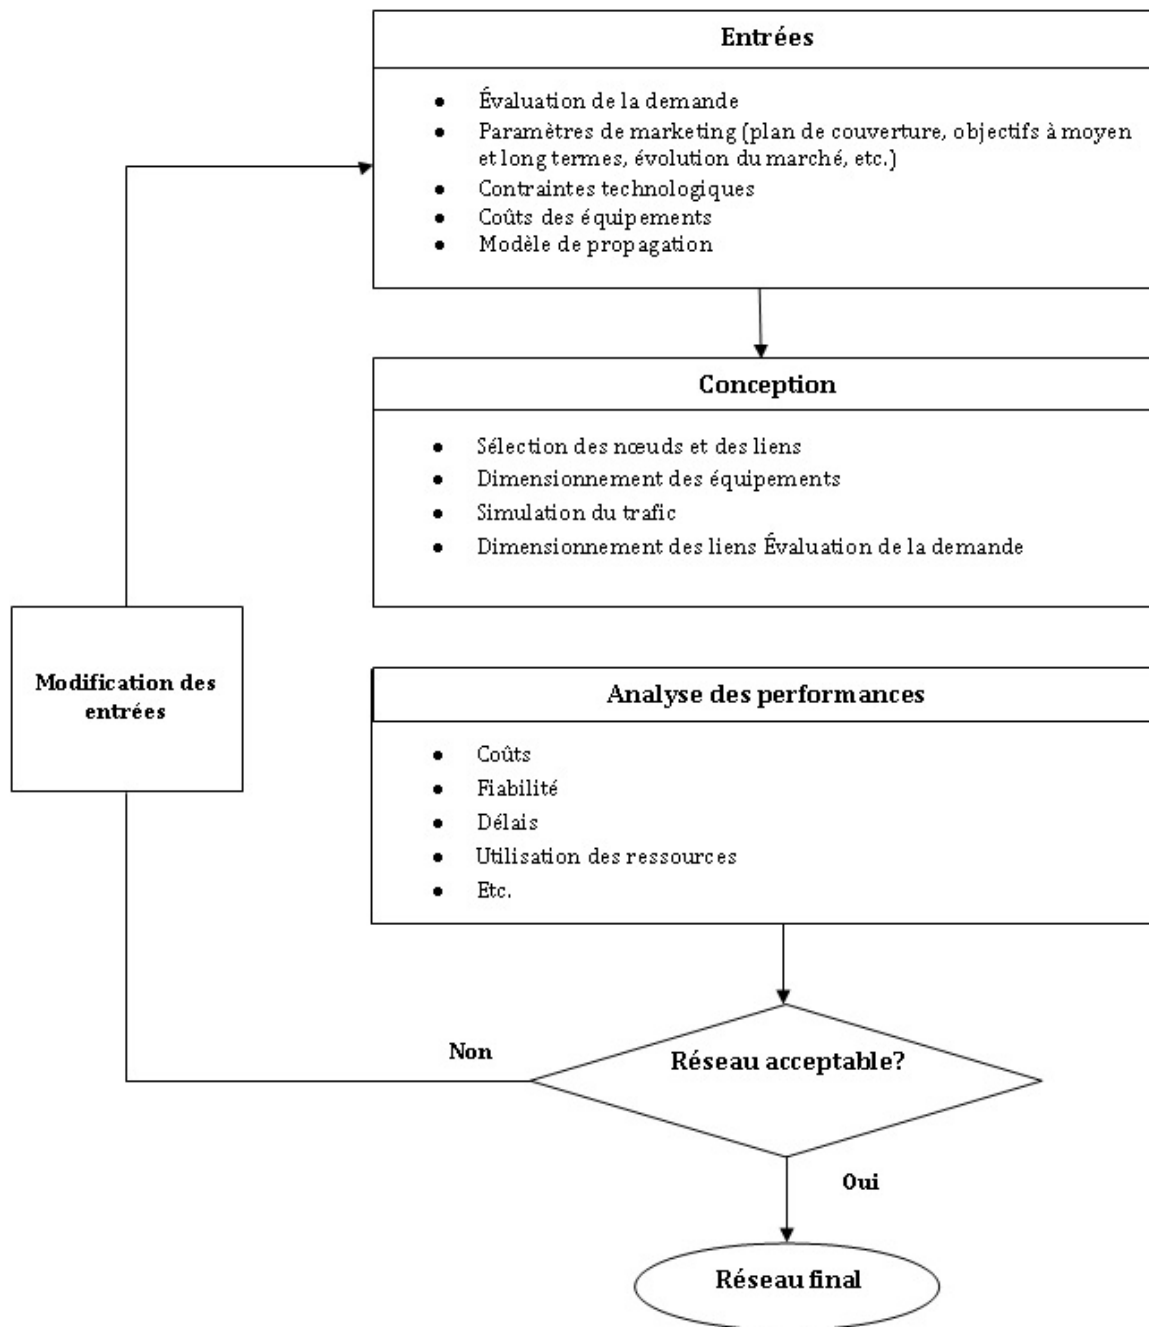 Entrées
• Évaluation de la demande
• Paramètres de marketing (plan de couverture, objectifs à moyen
et long termes, évolution du marché, etc.)
• Contraintes technologiques
• Coûts des équipements
• Modèle de propagation
Conception
• Sélection des nœuds et des liens
• Dimensionnement des équipements
• Simulation du trafic
• Dimensionnement des liens Évaluation de la demande
Modification des
entrées
Analyse des performances
• Coûts
• Fiabilité
• Délais
• Utilisation des ressources
• Etc.
Non
Réseau acceptable?
Oui
Réseau final